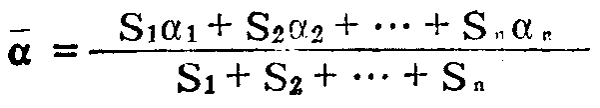 ᾱ = S₁α₁ + S₂α₂ + ⋯ + Sₙαₙ
S₁ + S₂ + ⋯ + Sₙ